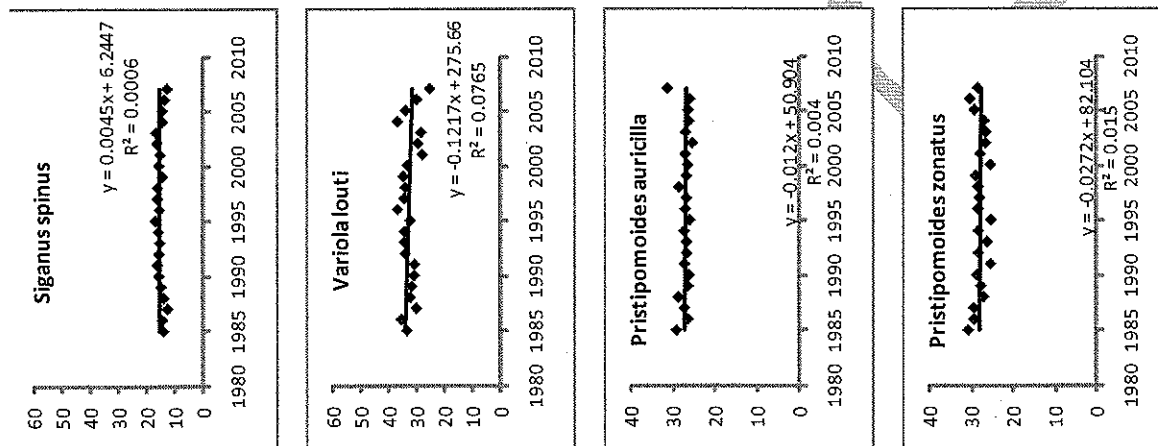 Siganus spinus
60
50
40
30
20
10
0
y = 0.0045x + 6.2447
R² = 0.0006
1980 1985 1990 1995 2000 2005 2010
Variola louti
60
50
40
30
20
10
0
y = -0.1217x + 275.66
R² = 0.0765
1980 1985 1990 1995 2000 2005 2010
Pristipomoides auricilla
40
30
20
10
0
y = -0.012x + 50.904
R² = 0.004
1980 1985 1990 1995 2000 2005 2010
Pristipomoides zonatus
40
30
20
10
0
y = -0.0272x + 82.104
R² = 0.015
1980 1985 1990 1995 2000 2005 2010